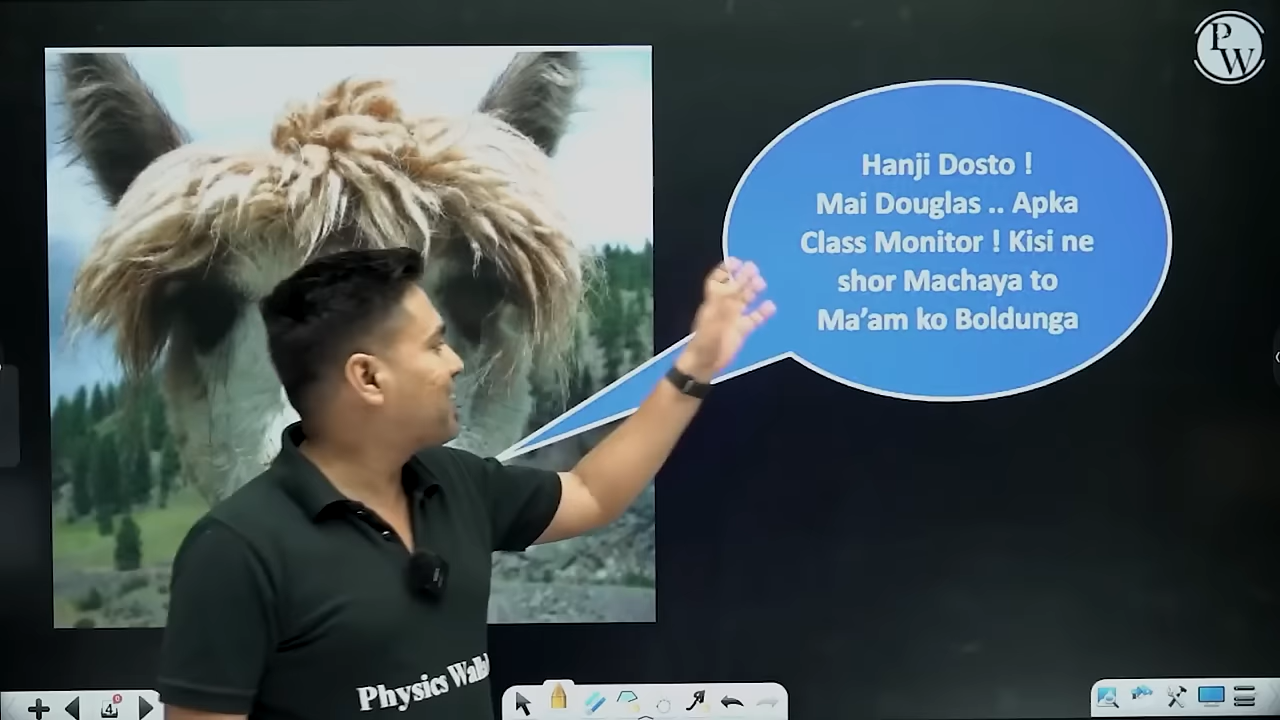 PW
Hanji Dosto !
Mai Douglas .. Apka
Class Monitor ! Kisi ne
shor Machaya to
Ma’am ko Boldunga
Physics
4